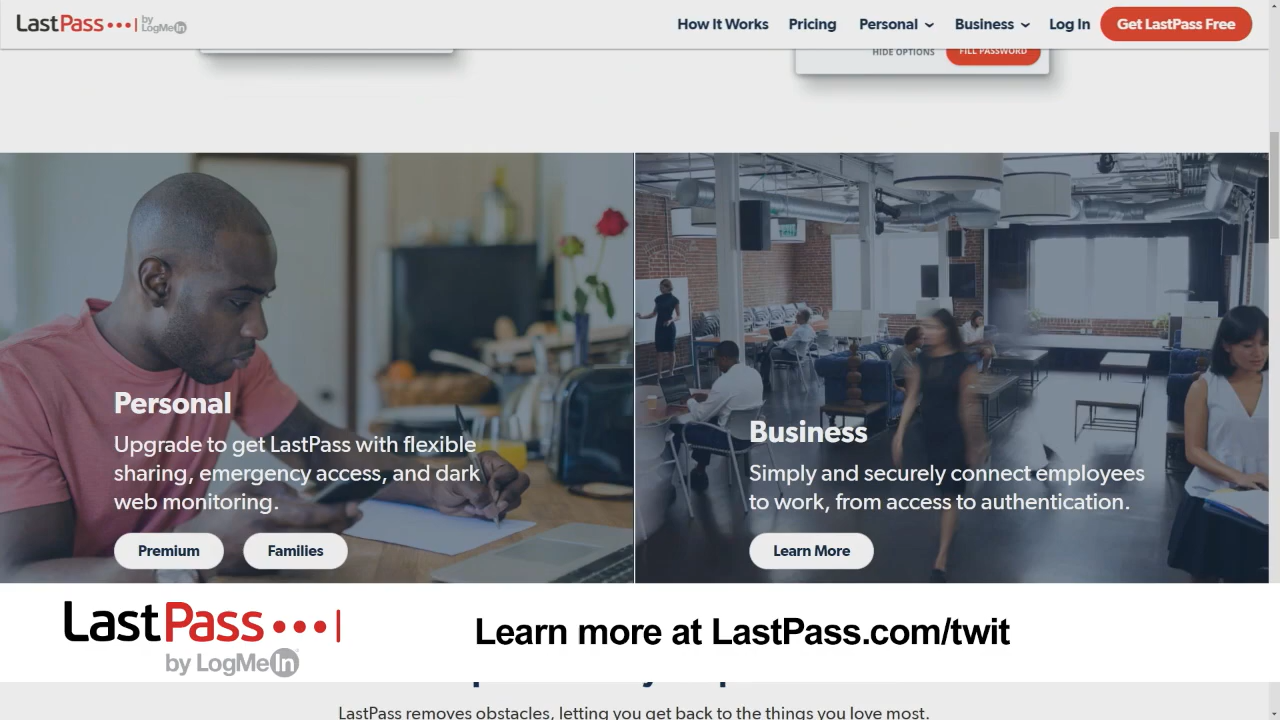 LastPass by LogMeIn
How It Works Pricing Personal Business Log In Get LastPass Free
HIDE OPTIONS FILL PASSWORD
Personal
Upgrade to get LastPass with flexible
sharing, emergency access, and dark
web monitoring.
Premium Families
Business
Simply and securely connect employees
to work, from access to authentication.
Learn More
LastPass
by LogMeIn
Learn more at LastPass.com/twit
LastPass removes obstacles, letting you get back to the things you love most.